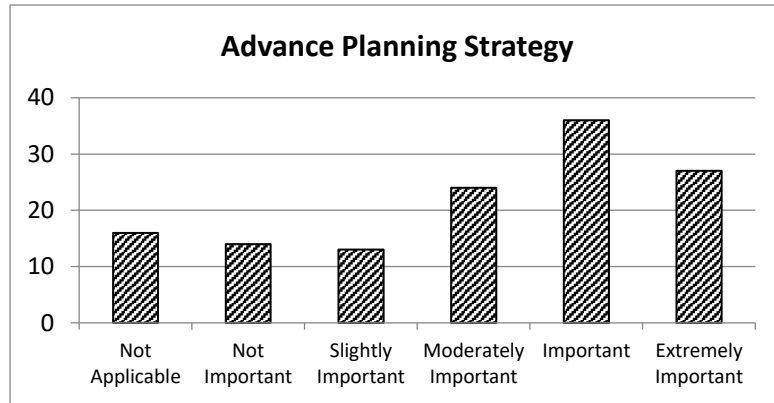 Advance Planning Strategy
40
30
20
10
0
Not Applicable
Not Important
Slightly Important
Moderately Important
Important
Extremely Important